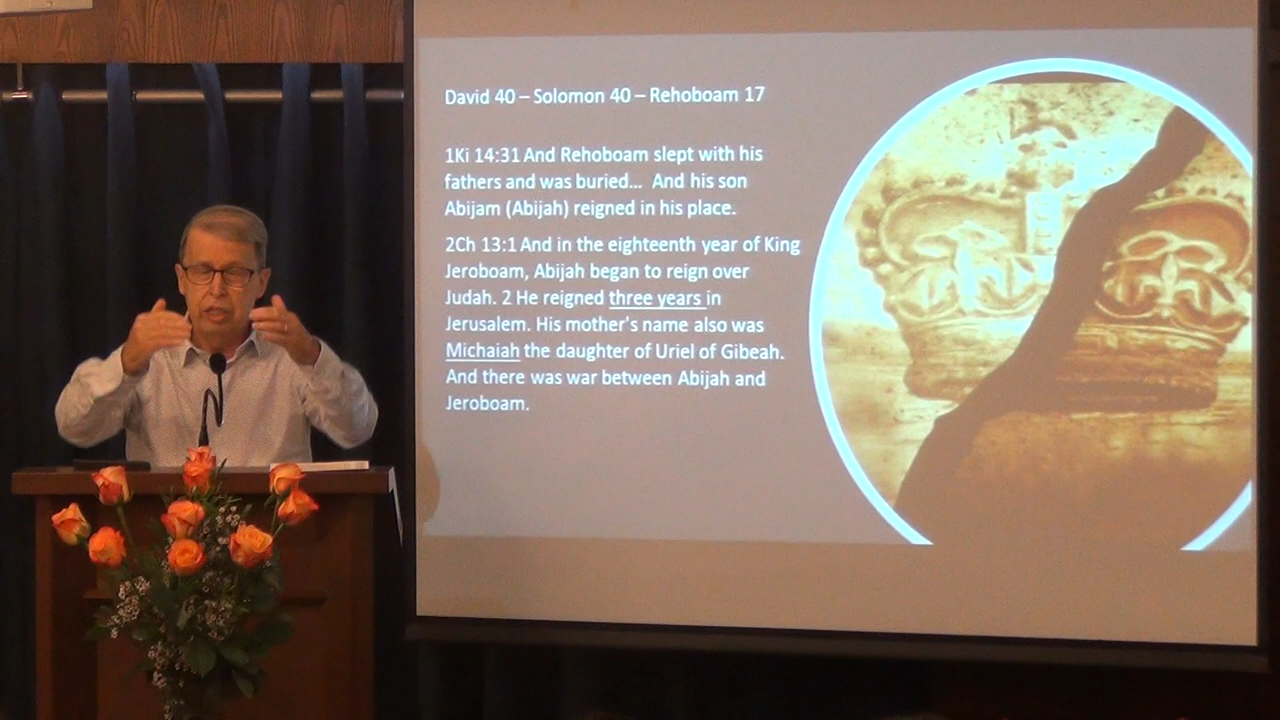 David 40 – Solomon 40 – Rehoboam 17
1Ki 14:31 And Rehoboam slept with his
fathers and was buried... And his son
Abijam (Abijah) reigned in his place.
2Ch 13:1 And in the eighteenth year of King
Jeroboam, Abijah began to reign over
Judah. 2 He reigned three years in
Jerusalem. His mother's name also was
Michaiah the daughter of Uriel of Gibeah.
And there was war between Abijah and
Jeroboam.